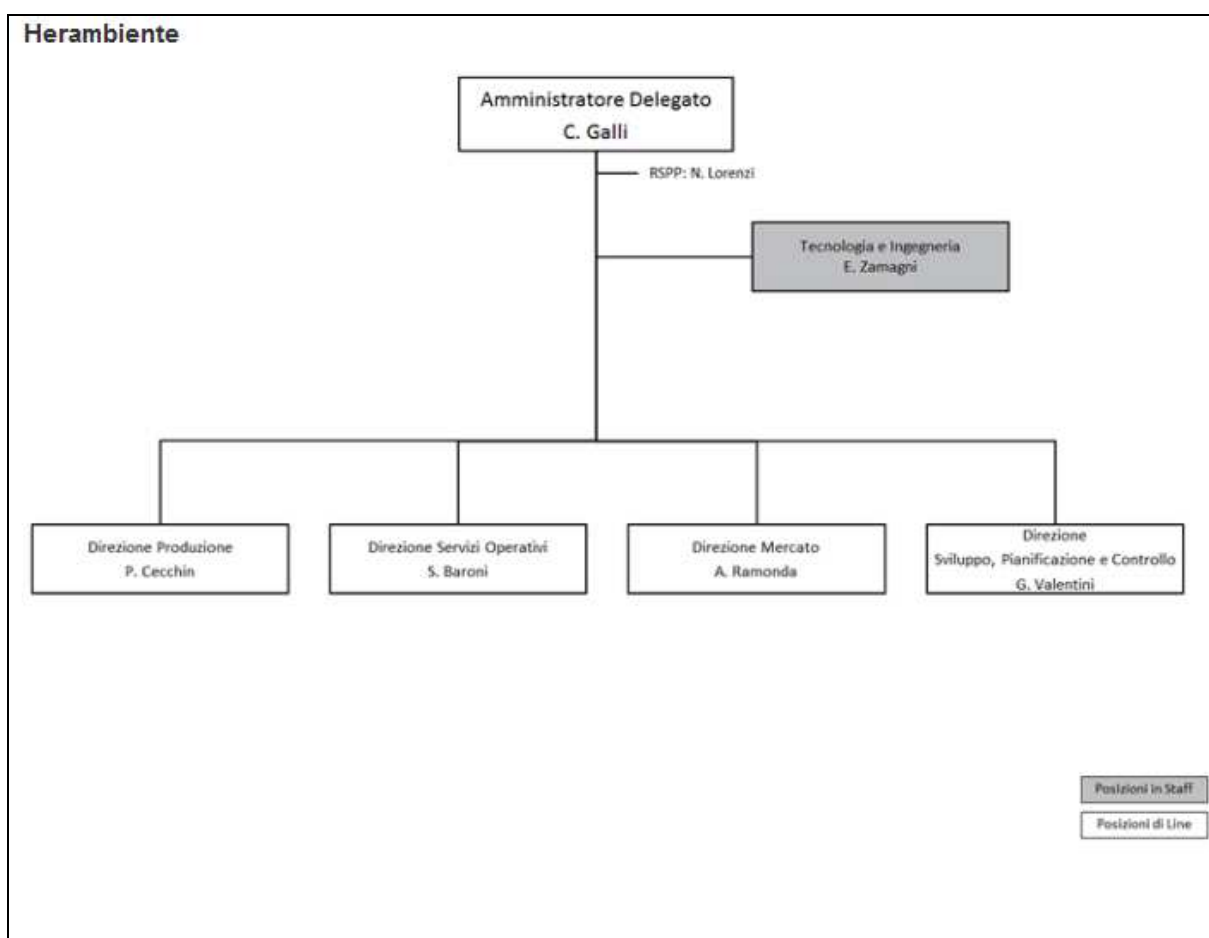 Herambiente
Amministratore Delegato
C. Galli
RSPP: N. Lorenzi
Tecnologia e Ingegneria
E. Zamagni
Direzione Produzione
P. Cecchin
Direzione Servizi Operativi
S. Baroni
Direzione Mercato
A. Ramonda
Direzione
Sviluppo, Pianificazione e Controllo
G. Valentini
Posizioni in Staff
Posizioni di Line